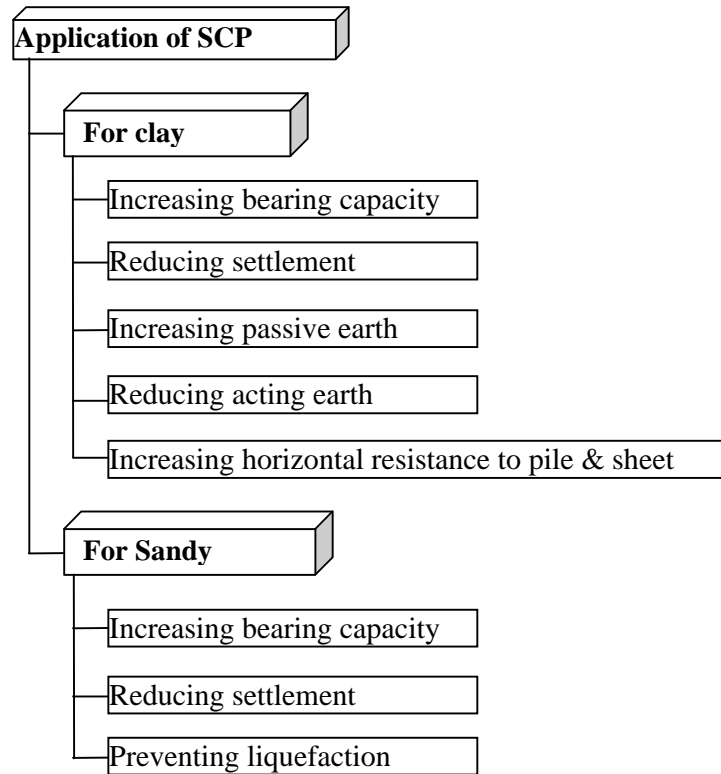 Application of SCP
For clay
Increasing bearing capacity
Reducing settlement
Increasing passive earth
Reducing acting earth
Increasing horizontal resistance to pile & sheet
For Sandy
Increasing bearing capacity
Reducing settlement
Preventing liquefaction